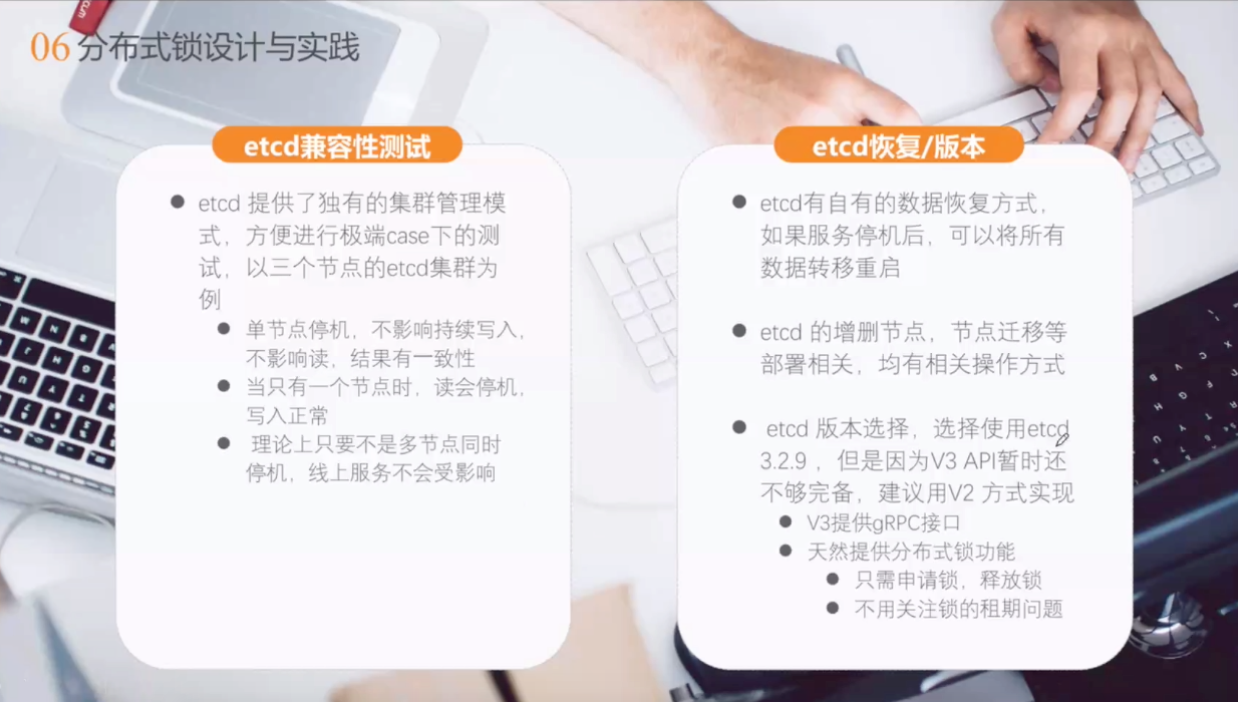 06 分布式锁设计与实践
etcd兼容性测试
etcd 提供了独有的集群管理模
式，方便进行极端case下的测
试，以三个节点的etcd集群为
例
单节点停机，不影响持续写入，
不影响读，结果有一致性
当只有一个节点时，读会停机，
写入正常
理论上只要不是多节点同时
停机，线上服务不会受影响
etcd恢复/版本
etcd有自有的数据恢复方式，
如果服务停机后，可以将所有
数据转移重启
etcd 的增删节点，节点迁移等
部署相关，均有相关操作方式
etcd 版本选择，选择使用etcd
3.2.9 ，但是因为V3 API暂时还
不够完备，建议用V2 方式实现
V3提供gRPC接口
天然提供分布式锁功能
只需申请锁，释放锁
不用关注锁的租期问题